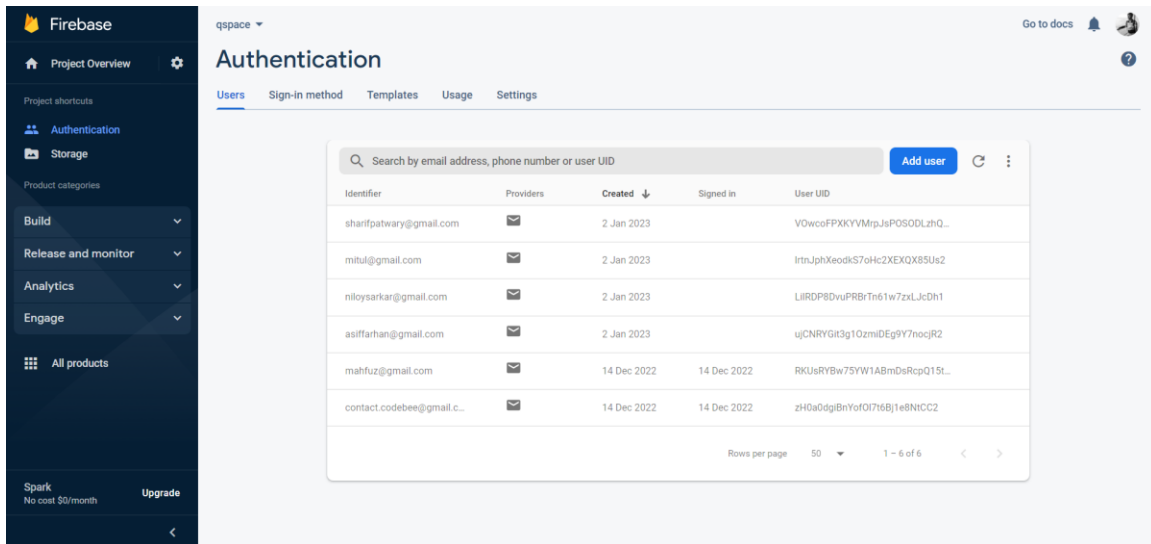 Firebase
Project Overview
Project shortcuts
Authentication
Storage
Product categories
Build
Release and monitor
Analytics
Engage
All products
Spark
No cost $0/month
Upgrade
qspace
Go to docs
Authentication
Users Sign-in method Templates Usage Settings
Search by email address, phone number or user UID
Add user
Identifier Providers Created Signed in User UID
sharifpatwary@gmail.com 2 Jan 2023 VOwcoFPXKYVMrpJsPOSODLzhQ...
mitul@gmail.com 2 Jan 2023 IrtnJphXeodkS7oHc2XEXQX85Us2
niloysarkar@gmail.com 2 Jan 2023 LilRDP8DvuPRBrTn61w7zxLJcDh1
asiffarhan@gmail.com 2 Jan 2023 ujCNRYGit3g1OzmiDEg9Y7nocjR2
mahfuz@gmail.com 14 Dec 2022 14 Dec 2022 RKUsRYBw75YW1ABmDsRcpQ15t...
contact.codebee@gmail.c... 14 Dec 2022 14 Dec 2022 zH0a0dgiBnYofOl7t6Bj1e8NtCC2
Rows per page 50 1 – 6 of 6